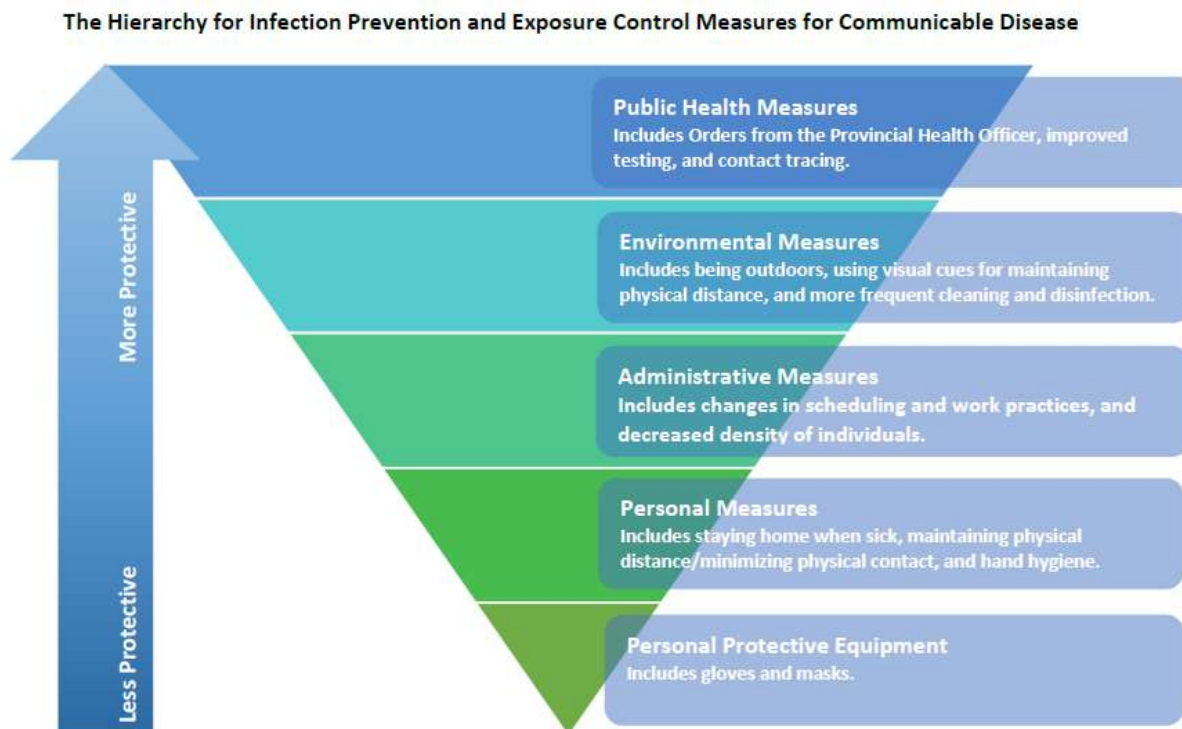 The Hierarchy for Infection Prevention and Exposure Control Measures for Communicable Disease
More Protective
Less Protective
Public Health Measures
Includes Orders from the Provincial Health Officer, improved
testing, and contact tracing.
Environmental Measures
Includes being outdoors, using visual cues for maintaining
physical distance, and more frequent cleaning and disinfection.
Administrative Measures
Includes changes in scheduling and work practices, and
decreased density of individuals.
Personal Measures
Includes staying home when sick, maintaining physical
distance/minimizing physical contact, and hand hygiene.
Personal Protective Equipment
Includes gloves and masks.